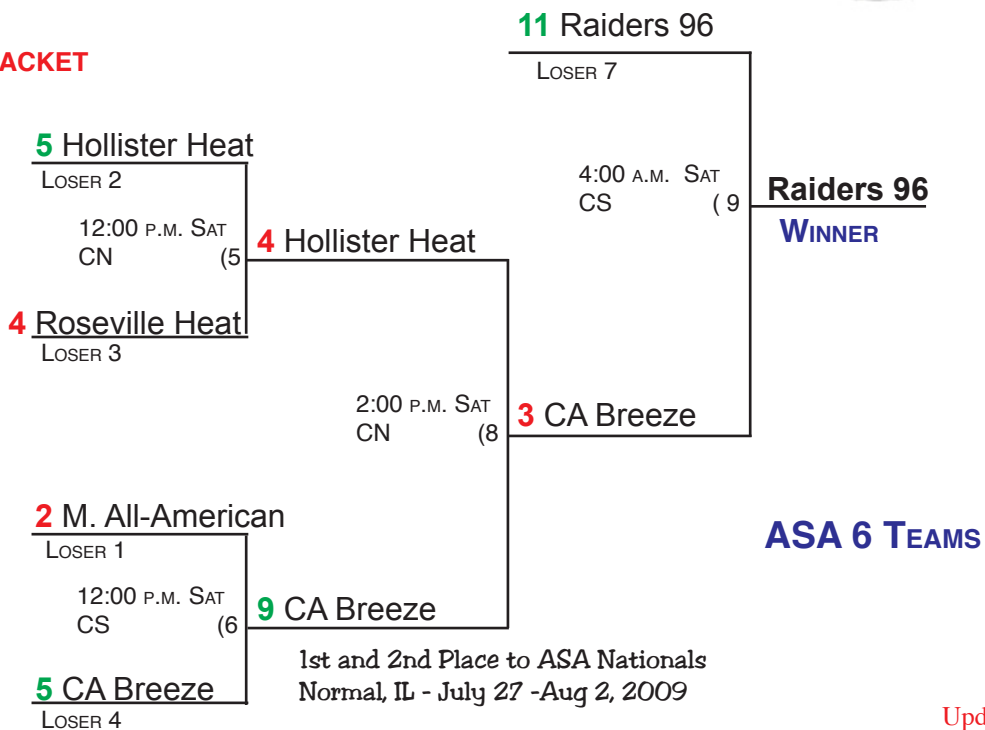 11 Raiders 96
ACKET
LOSER 7
5 Hollister Heat
LOSER 2
4:00 A.M. SAT
CS ( 9
Raiders 96
WINNER
12:00 P.M. SAT
CN (5
4 Hollister Heat
4 Roseville Heat
LOSER 3
2:00 P.M. SAT
CN (8
3 CA Breeze
2 M. All-American
LOSER 1
ASA 6 TEAMS
12:00 P.M. SAT
CS (6
9 CA Breeze
1st and 2nd Place to ASA Nationals
Normal, IL - July 27 -Aug 2, 2009
5 CA Breeze
LOSER 4
Upd